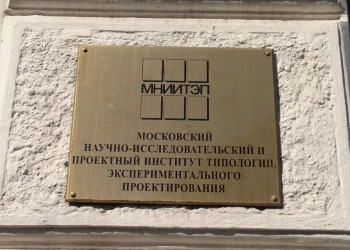 МНИИТЭП
МОСКОВСКИЙ
НАУЧНО-ИССЛЕДОВАТЕЛЬСКИЙ И
ПРОЕКТНЫЙ ИНСТИТУТ ТИПОЛОГИИ,
ЭКСПЕРИМЕНТАЛЬНОГО
ПРОЕКТИРОВАНИЯ